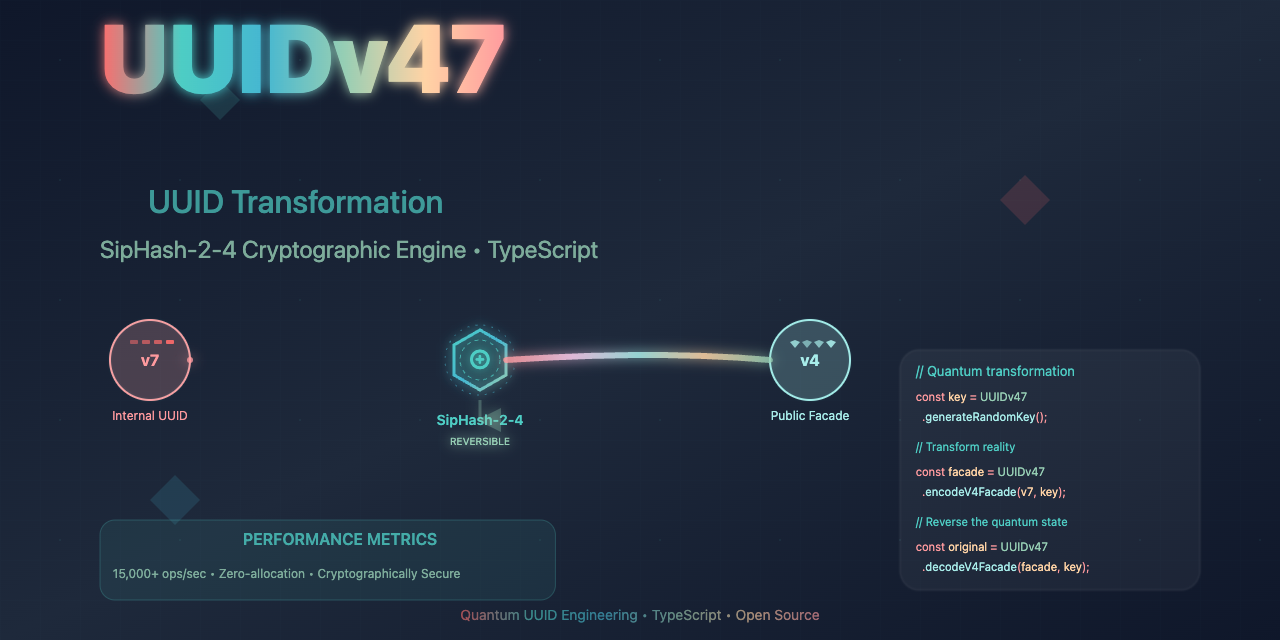 UUIDv47
UUID Transformation
SipHash-2-4 Cryptographic Engine • TypeScript
v7
Internal UUID
SipHash-2-4
REVERSIBLE
v4
Public Facade
// Quantum transformation
const key = UUIDv47
.generateRandomKey();
// Transform reality
const facade = UUIDv47
.encodeV4Facade(v7, key);
// Reverse the quantum state
const original = UUIDv47
.decodeV4Facade(facade, key);
PERFORMANCE METRICS
15,000+ ops/sec • Zero-allocation • Cryptographically Secure
Quantum UUID Engineering • TypeScript • Open Source